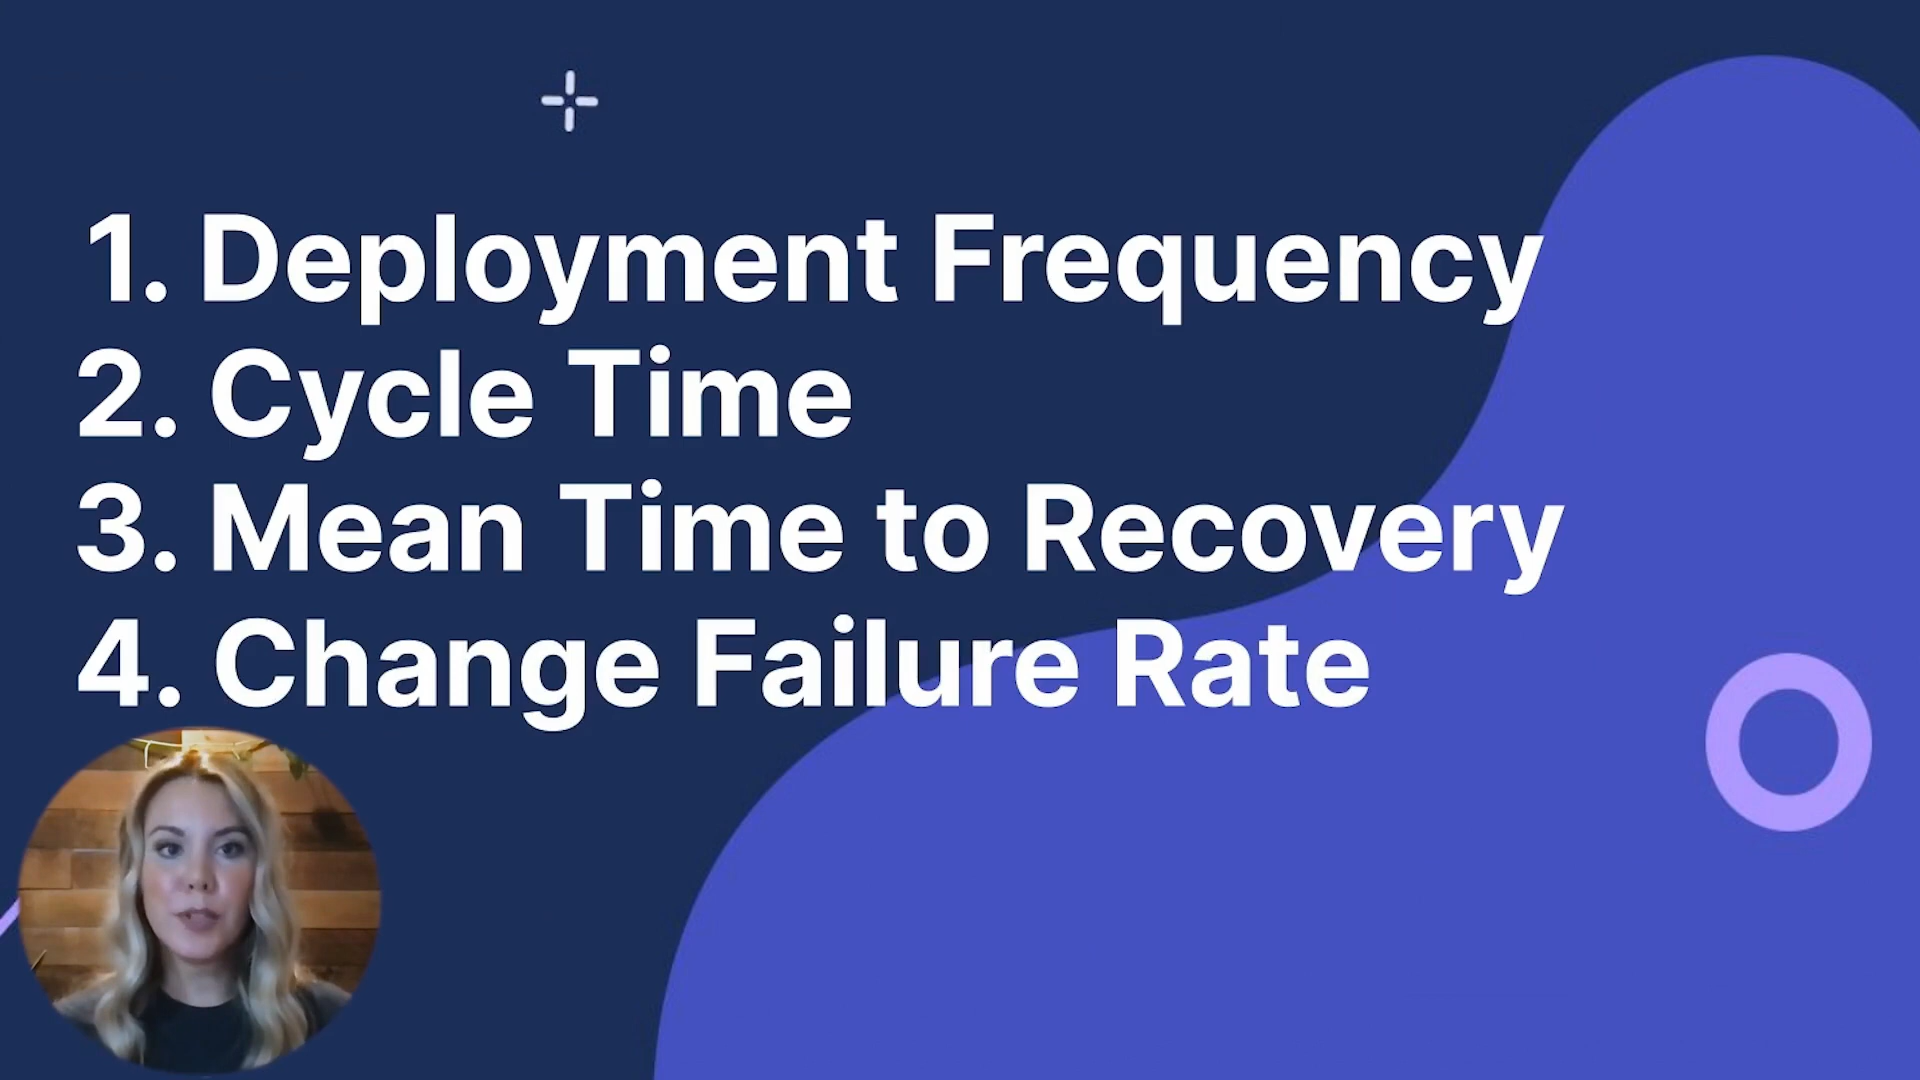 1. Deployment Frequency
2. Cycle Time
3. Mean Time to Recovery
4. Change Failure Rate